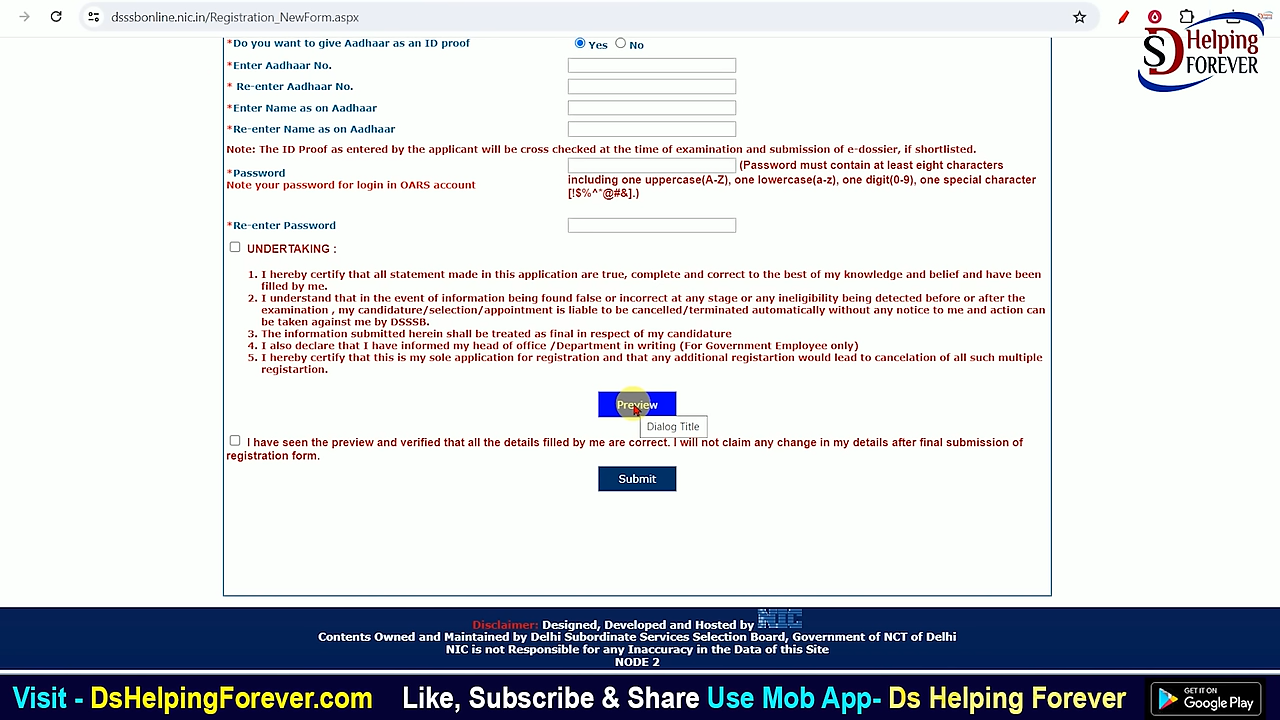 dsssbonline.nic.in/Registration_NewForm.aspx
SD Helping FOREVER
*Do you want to give Aadhaar as an ID proof Yes No
*Enter Aadhaar No.
* Re-enter Aadhaar No.
*Enter Name as on Aadhaar
*Re-enter Name as on Aadhaar
Note: The ID Proof as entered by the applicant will be cross checked at the time of examination and submission of e-dossier, if shortlisted.
*Password
Note your password for login in OARS account
(Password must contain at least eight characters
including one uppercase(A-Z), one lowercase(a-z), one digit(0-9), one special character
[!$%^*@#&].)
*Re-enter Password
UNDERTAKING :
1. I hereby certify that all statement made in this application are true, complete and correct to the best of my knowledge and belief and have been
filled by me.
2. I understand that in the event of information being found false or incorrect at any stage or any ineligibility being detected before or after the
examination , my candidature/selection/appointment is liable to be cancelled/terminated automatically without any notice to me and action can
be taken against me by DSSSB.
3. The information submitted herein shall be treated as final in respect of my candidature
4. I also declare that I have informed my head of office /Department in writing (For Government Employee only)
5. I hereby certify that this is my sole application for registration and that any additional registartion would lead to cancelation of all such multiple
registartion.
Preview
Dialog Title
I have seen the preview and verified that all the details filled by me are correct. I will not claim any change in my details after final submission of
registration form.
Submit
Disclaimer: Designed, Developed and Hosted by
Contents Owned and Maintained by Delhi Subordinate Services Selection Board, Government of NCT of Delhi
NIC is not Responsible for any Inaccuracy in the Data of this Site
NODE 2
Visit - DsHelpingForever.com Like, Subscribe & Share Use Mob App- Ds Helping Forever
GET IT ON
Google Play